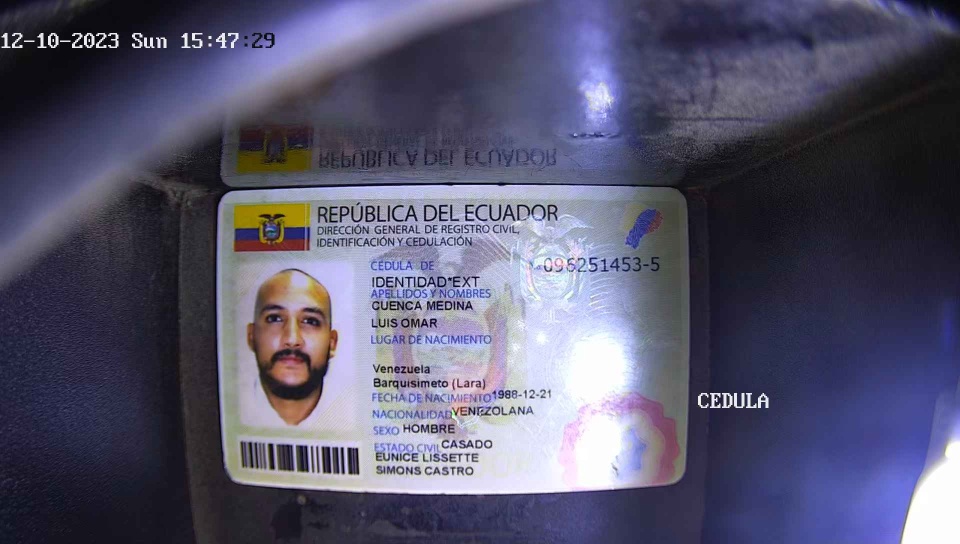 12-10-2023 Sun 15:47:29
REPÚBLICA DEL ECUADOR
REPÚBLICA DEL ECUADOR
DIRECCIÓN GENERAL DE REGISTRO CIVIL,
IDENTIFICACIÓN Y CEDULACIÓN
CÉDULA DE
096251453-5
IDENTIDAD*EXT
APELLIDOS Y NOMBRES
CUENCA MEDINA
LUIS OMAR
LUGAR DE NACIMIENTO
Venezuela
Barquisimeto (Lara)
FECHA DE NACIMIENTO 1988-12-21
NACIONALIDAD VENEZOLANA
SEXO HOMBRE
ESTADO CIVIL CASADO
EUNICE LISSETTE
SIMONS CASTRO
CEDULA